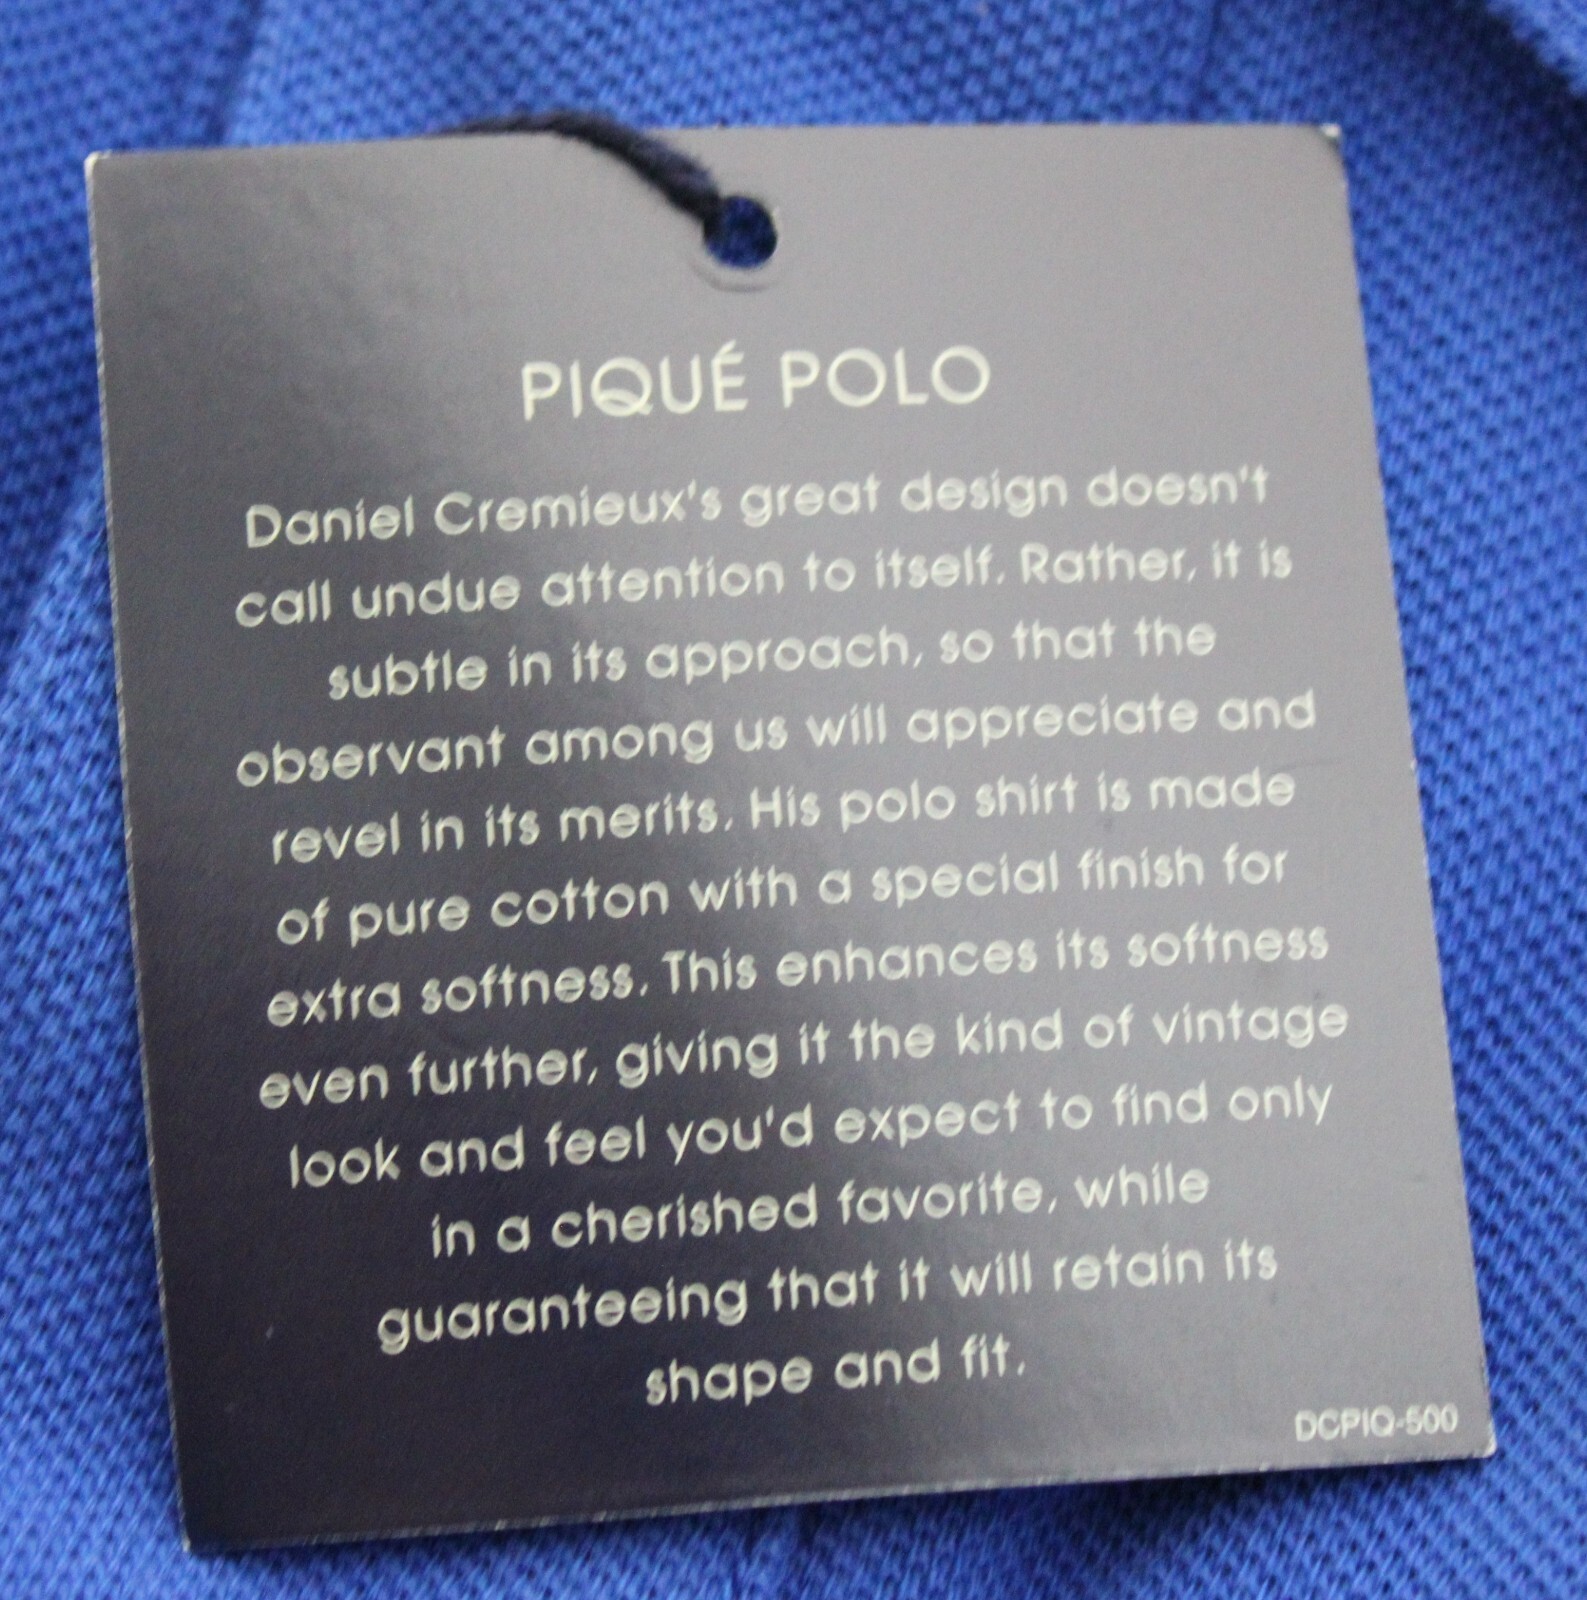 PIQUÉ POLO
Daniel Cremieux's great design doesn't
call undue attention to itself. Rather, it is
subtle in its approach, so that the
observant among us will appreciate and
revel in its merits. His polo shirt is made
of pure cotton with a special finish for
extra softness. This enhances its softness
even further, giving it the kind of vintage
look and feel you'd expect to find only
in a cherished favorite, while
guaranteeing that it will retain its
shape and fit.
DCPIQ-500